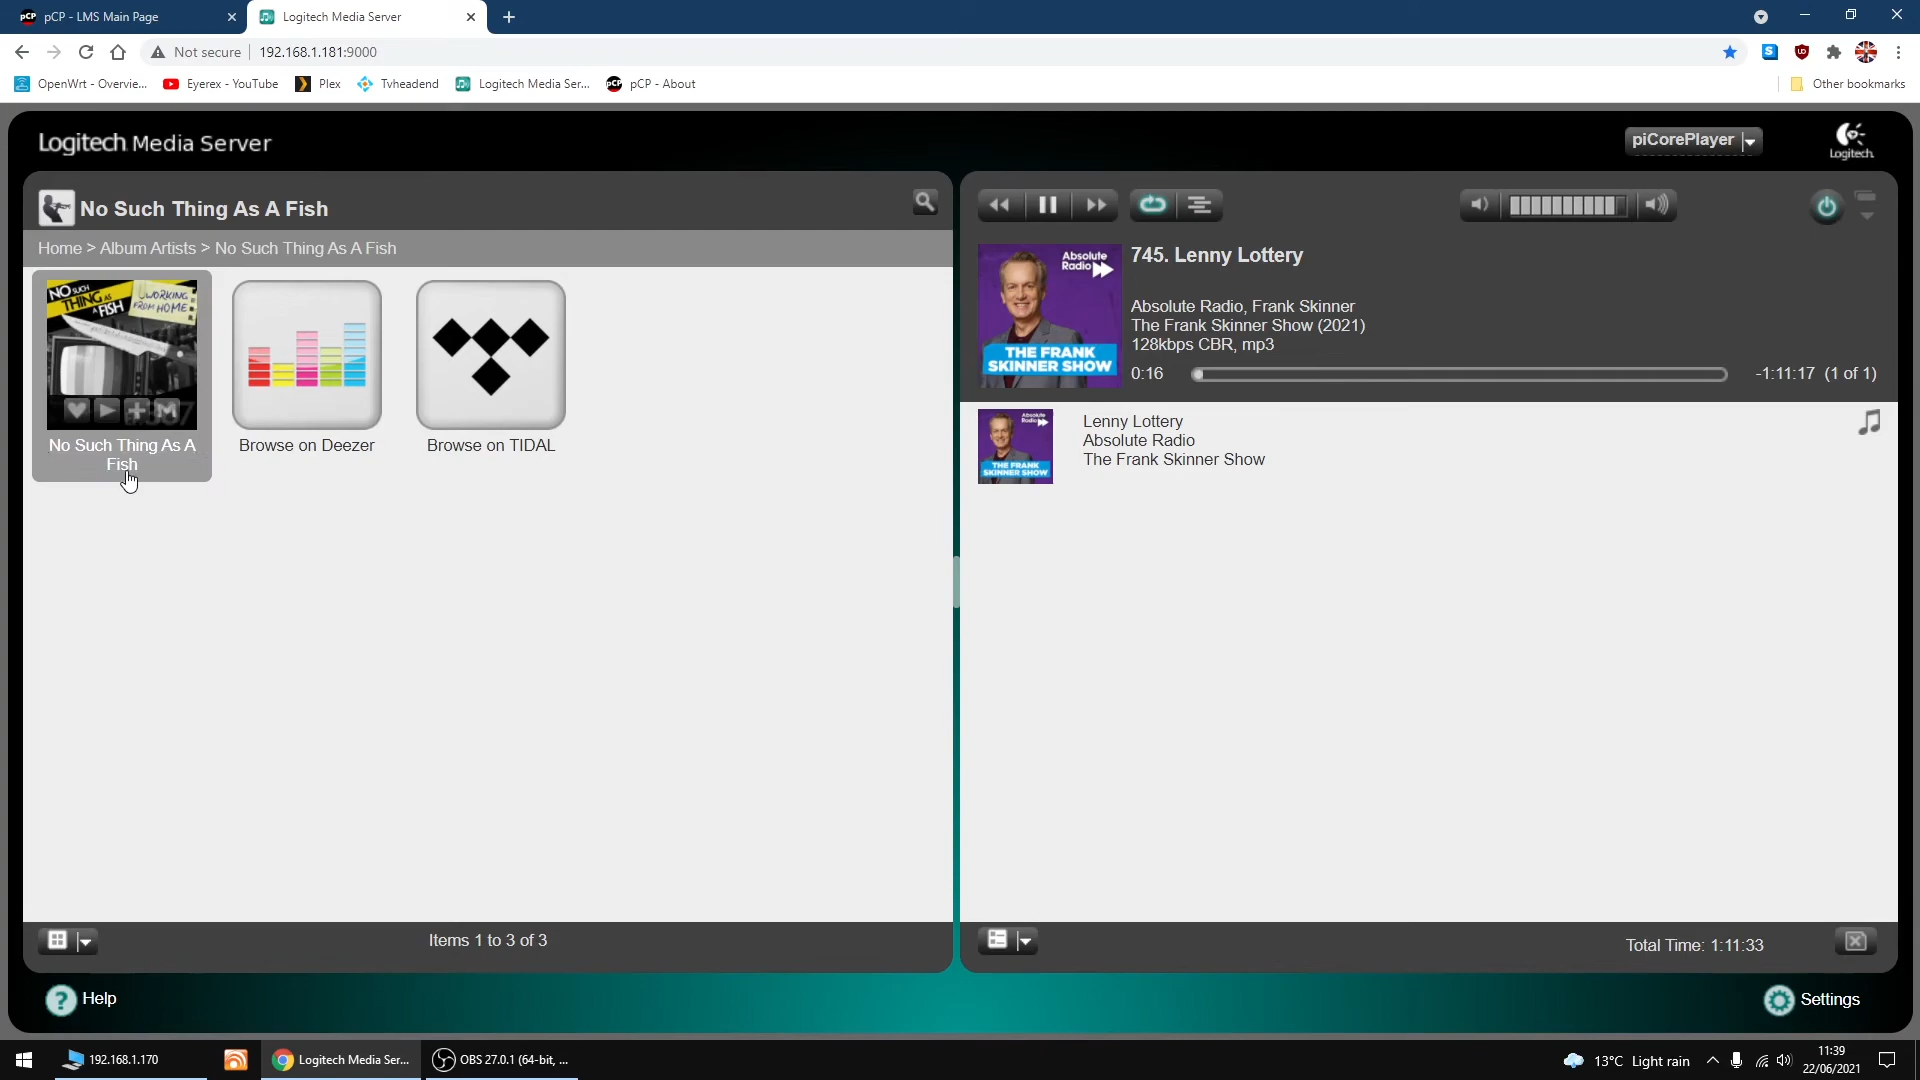 pCP - LMS Main Page
Logitech Media Server
Not secure
192.168.1.181:9000
OpenWrt - Overvie...
Eyerex - YouTube
Plex
Tvheadend
Logitech Media Ser...
pCP - About
Other bookmarks
Logitech Media Server
piCorePlayer
Logitech
No Such Thing As A Fish
Home > Album Artists > No Such Thing As A Fish
NO SUCH THING AS A FISH
WORKING FROM HOME
No Such Thing As A
Fish
Browse on Deezer
Browse on TIDAL
Absolute Radio
THE FRANK
SKINNER SHOW
745. Lenny Lottery
Absolute Radio, Frank Skinner
The Frank Skinner Show (2021)
128kbps CBR, mp3
0:16
-1:11:17 (1 of 1)
Absolute Radio
THE FRANK
SKINNER SHOW
Lenny Lottery
Absolute Radio
The Frank Skinner Show
Items 1 to 3 of 3
Total Time: 1:11:33
Help
Settings
192.168.1.170
Logitech Media Ser...
OBS 27.0.1 (64-bit, ...
13°C Light rain
11:39
22/06/2021